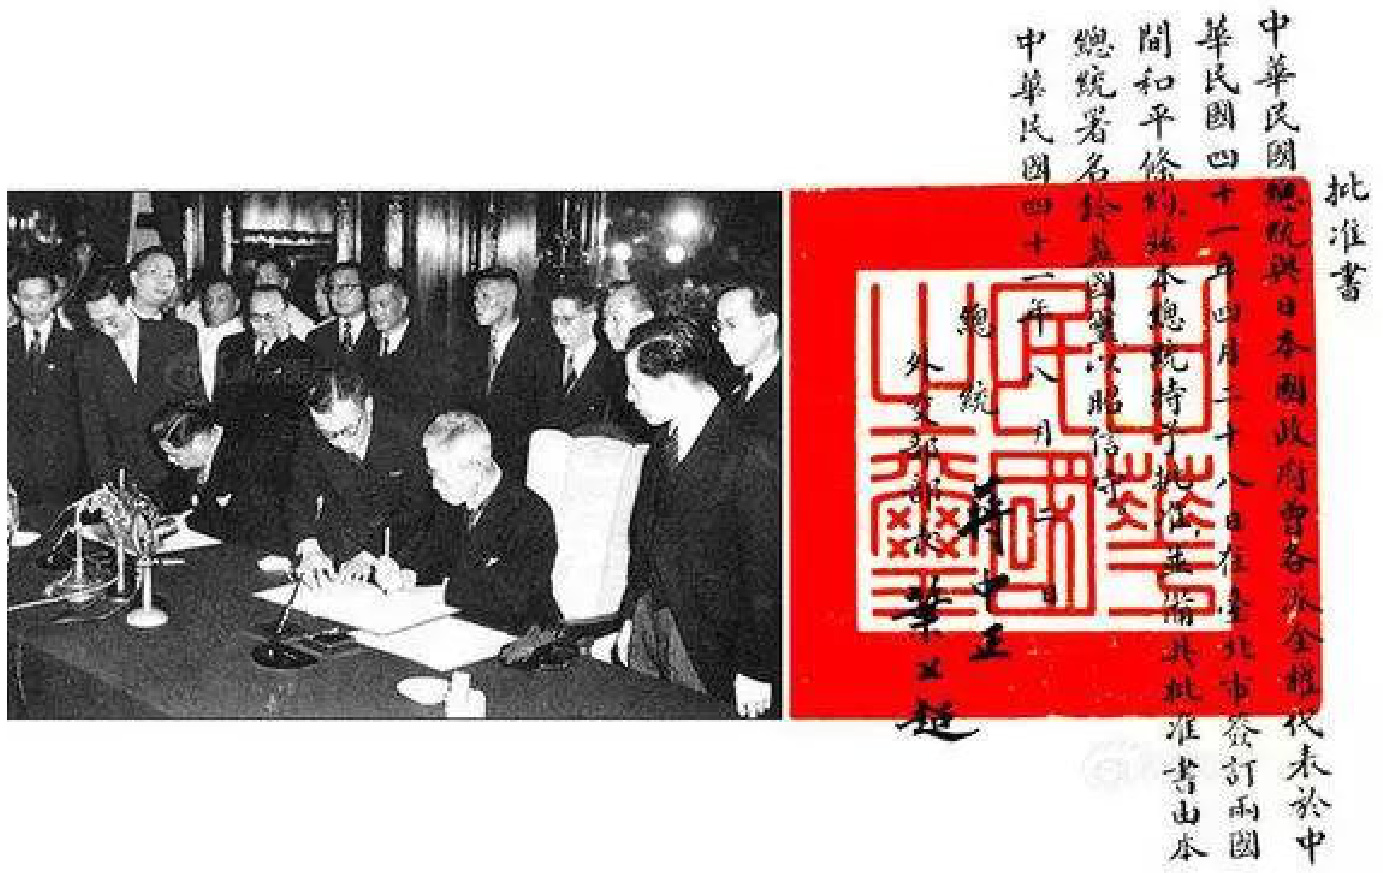 批准書
中華民國總統與日本國政府曾各派全權代表於中
華民國四十一年四月二十八日在臺北市簽訂兩國
間和平條約,茲本總統特予批准,並備具批准書由本
總統署名鈐蓋國璽以昭信守
中華民國四十一年八月二日
總統 蔣中正
外交部部長 葉公超
中華
民國
之璽